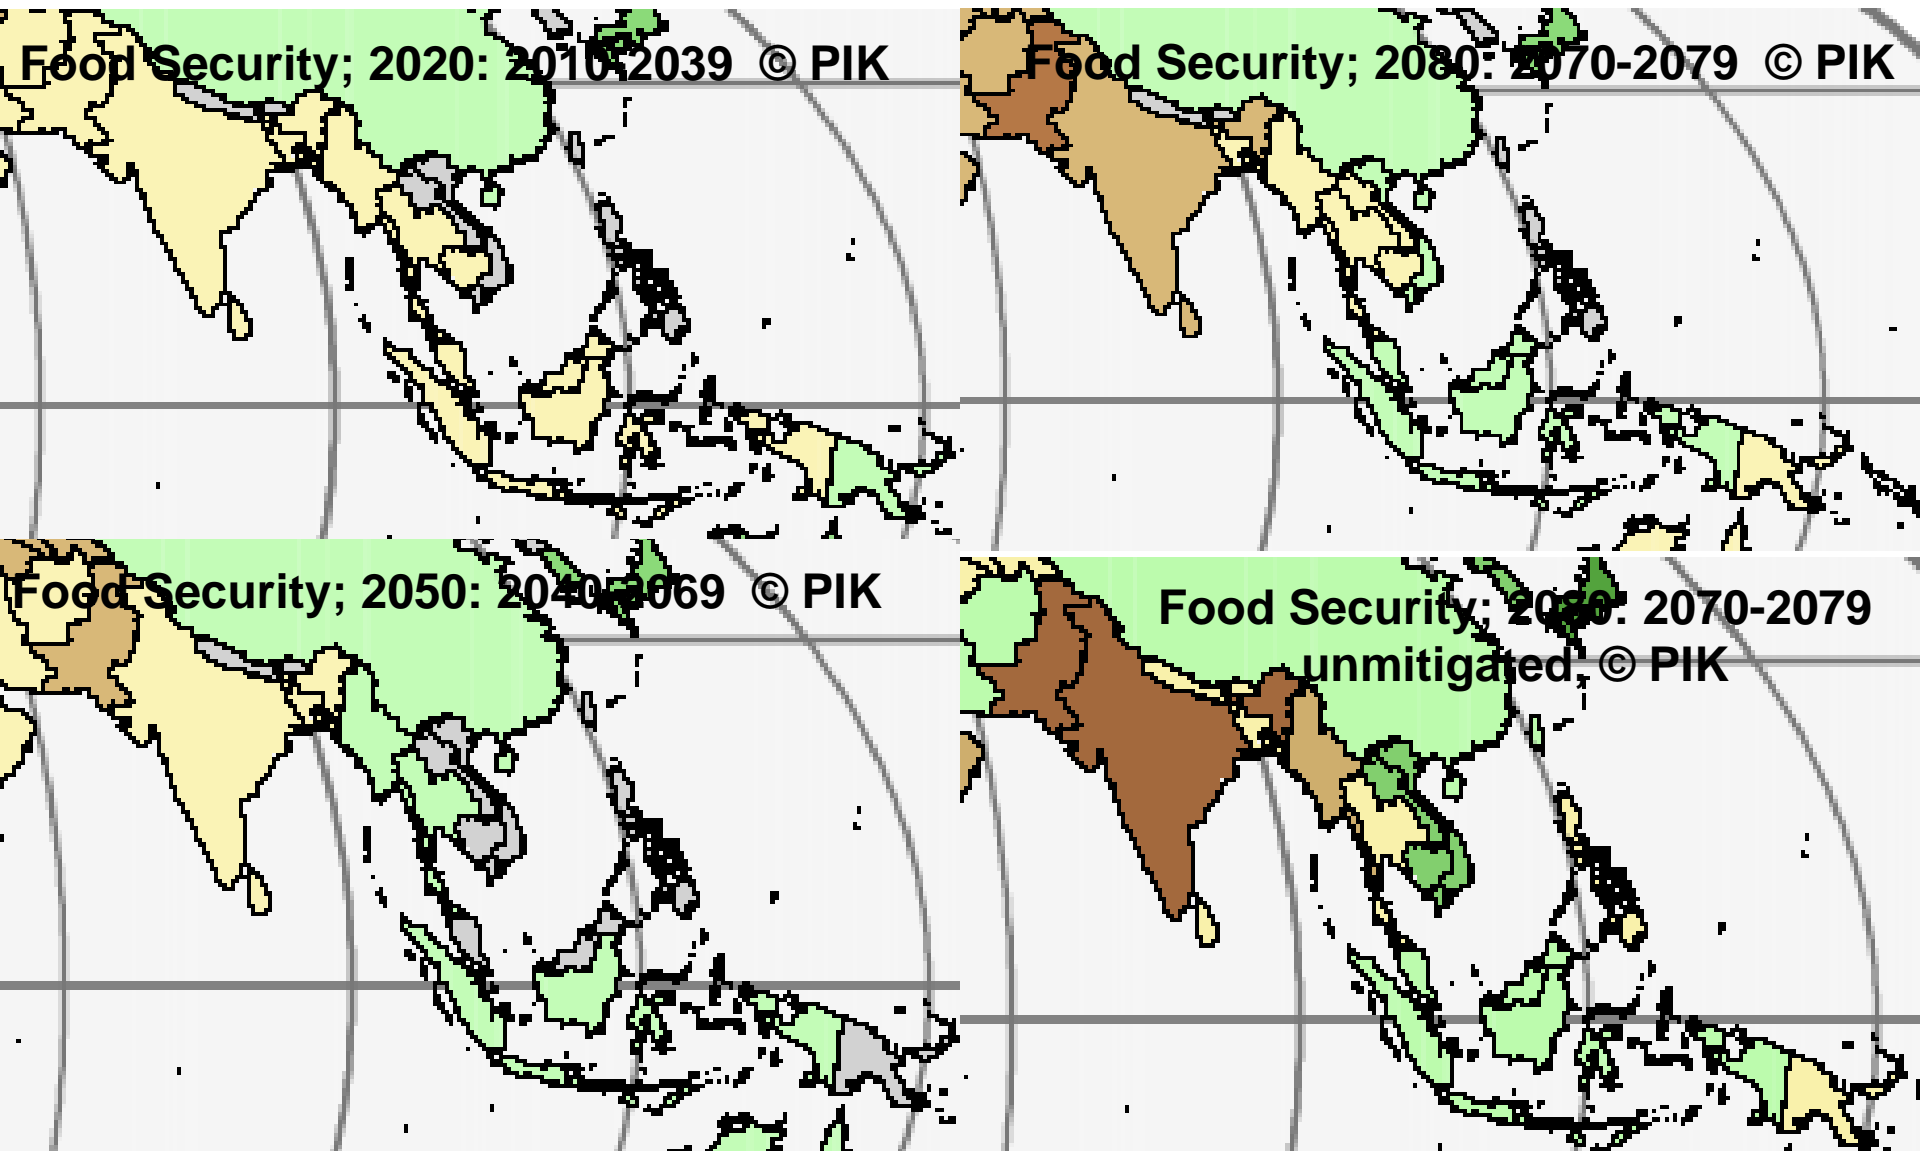 Food Security; 2020: 2010-2039 © PIK
Food Security; 2080: 2070-2079 © PIK
Food Security; 2050: 2040-2069 © PIK
Food Security; 2080: 2070-2079
unmitigated; © PIK